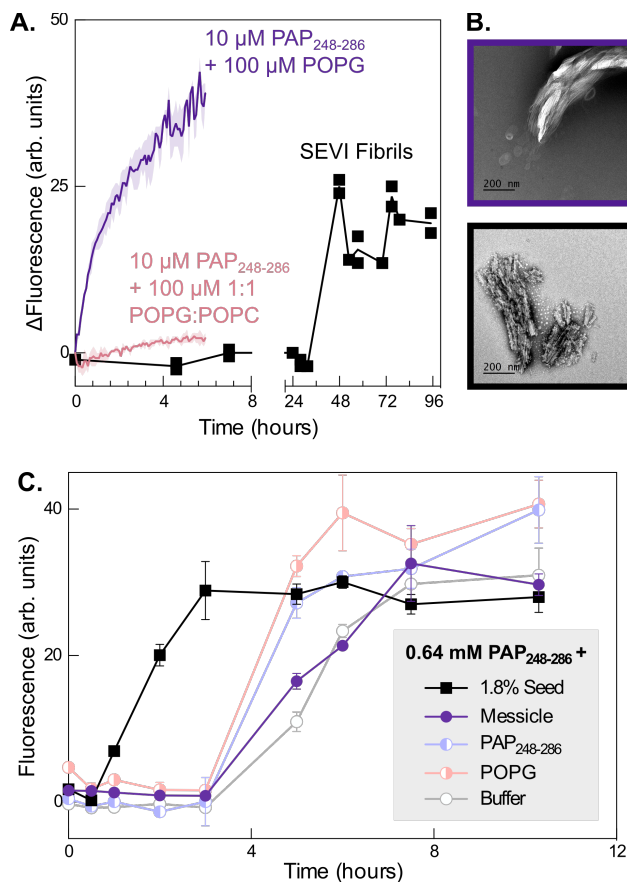 A.
B.
50
25
0
ΔFluorescence (arb. units)
10 µM PAP248-286
+ 100 µM POPG
SEVI Fibrils
10 µM PAP248-286
+ 100 µM 1:1
POPG:POPC
0 4 8 24 48 72 96
Time (hours)
200 nm
200 nm
C.
40
20
0
Fluorescence (arb. units)
0.64 mM PAP248-286 +
1.8% Seed
Messicle
PAP248-286
POPG
Buffer
0 4 8 12
Time (hours)